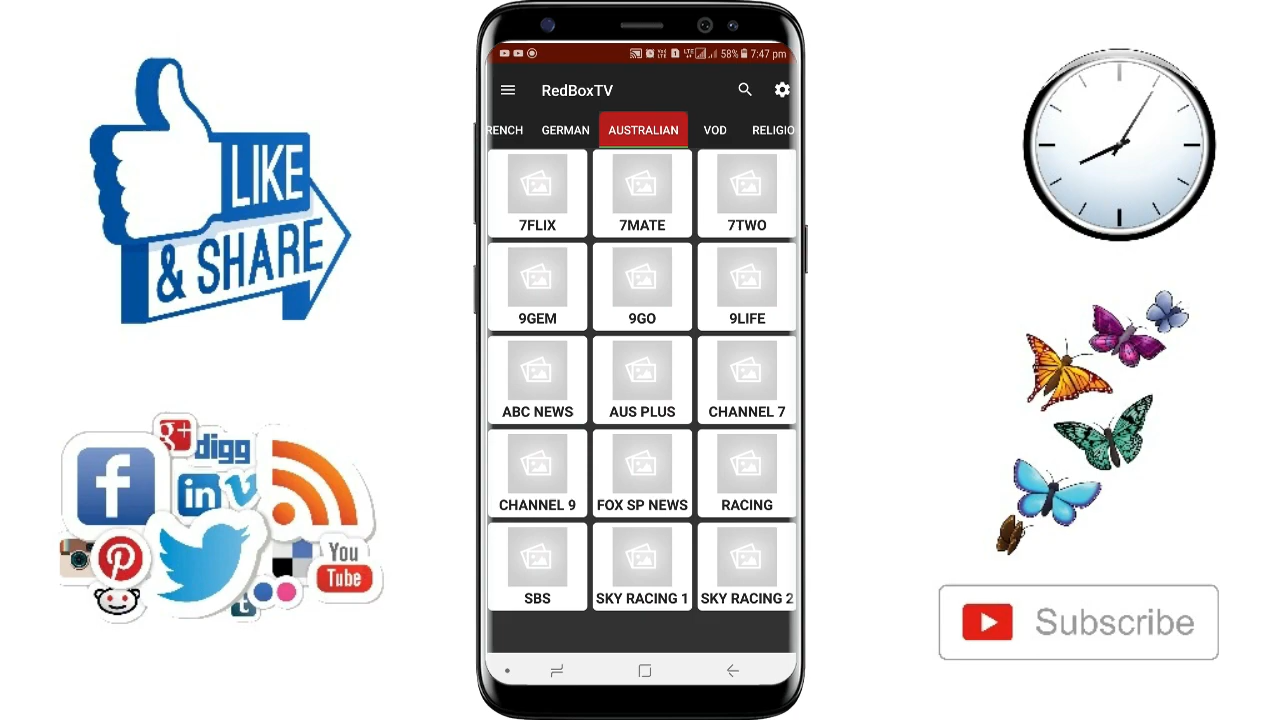 LIKE
& SHARE
digg
in
You
Tube
58% 7:47 pm
RedBoxTV
RENCH GERMAN AUSTRALIAN VOD RELIGIO
7FLIX 7MATE 7TWO
9GEM 9GO 9LIFE
ABC NEWS AUS PLUS CHANNEL 7
CHANNEL 9 FOX SP NEWS RACING
SBS SKY RACING 1 SKY RACING 2
Subscribe